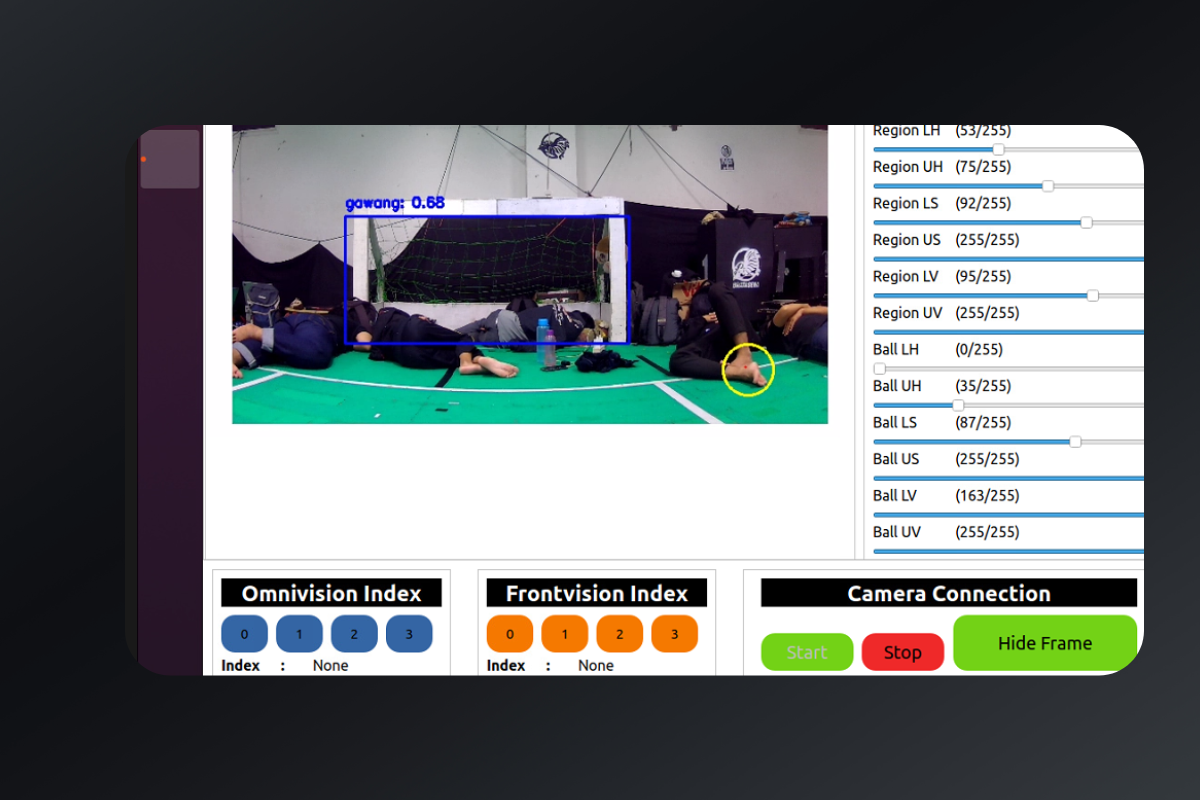 gawang: 0.68
Region LH (53/255)
Region UH (75/255)
Region LS (92/255)
Region US (255/255)
Region LV (95/255)
Region UV (255/255)
Ball LH (0/255)
Ball UH (35/255)
Ball LS (87/255)
Ball US (255/255)
Ball LV (163/255)
Ball UV (255/255)
Omnivision Index
0 1 2 3
Index : None
Frontvision Index
0 1 2 3
Index : None
Camera Connection
Start Stop Hide Frame